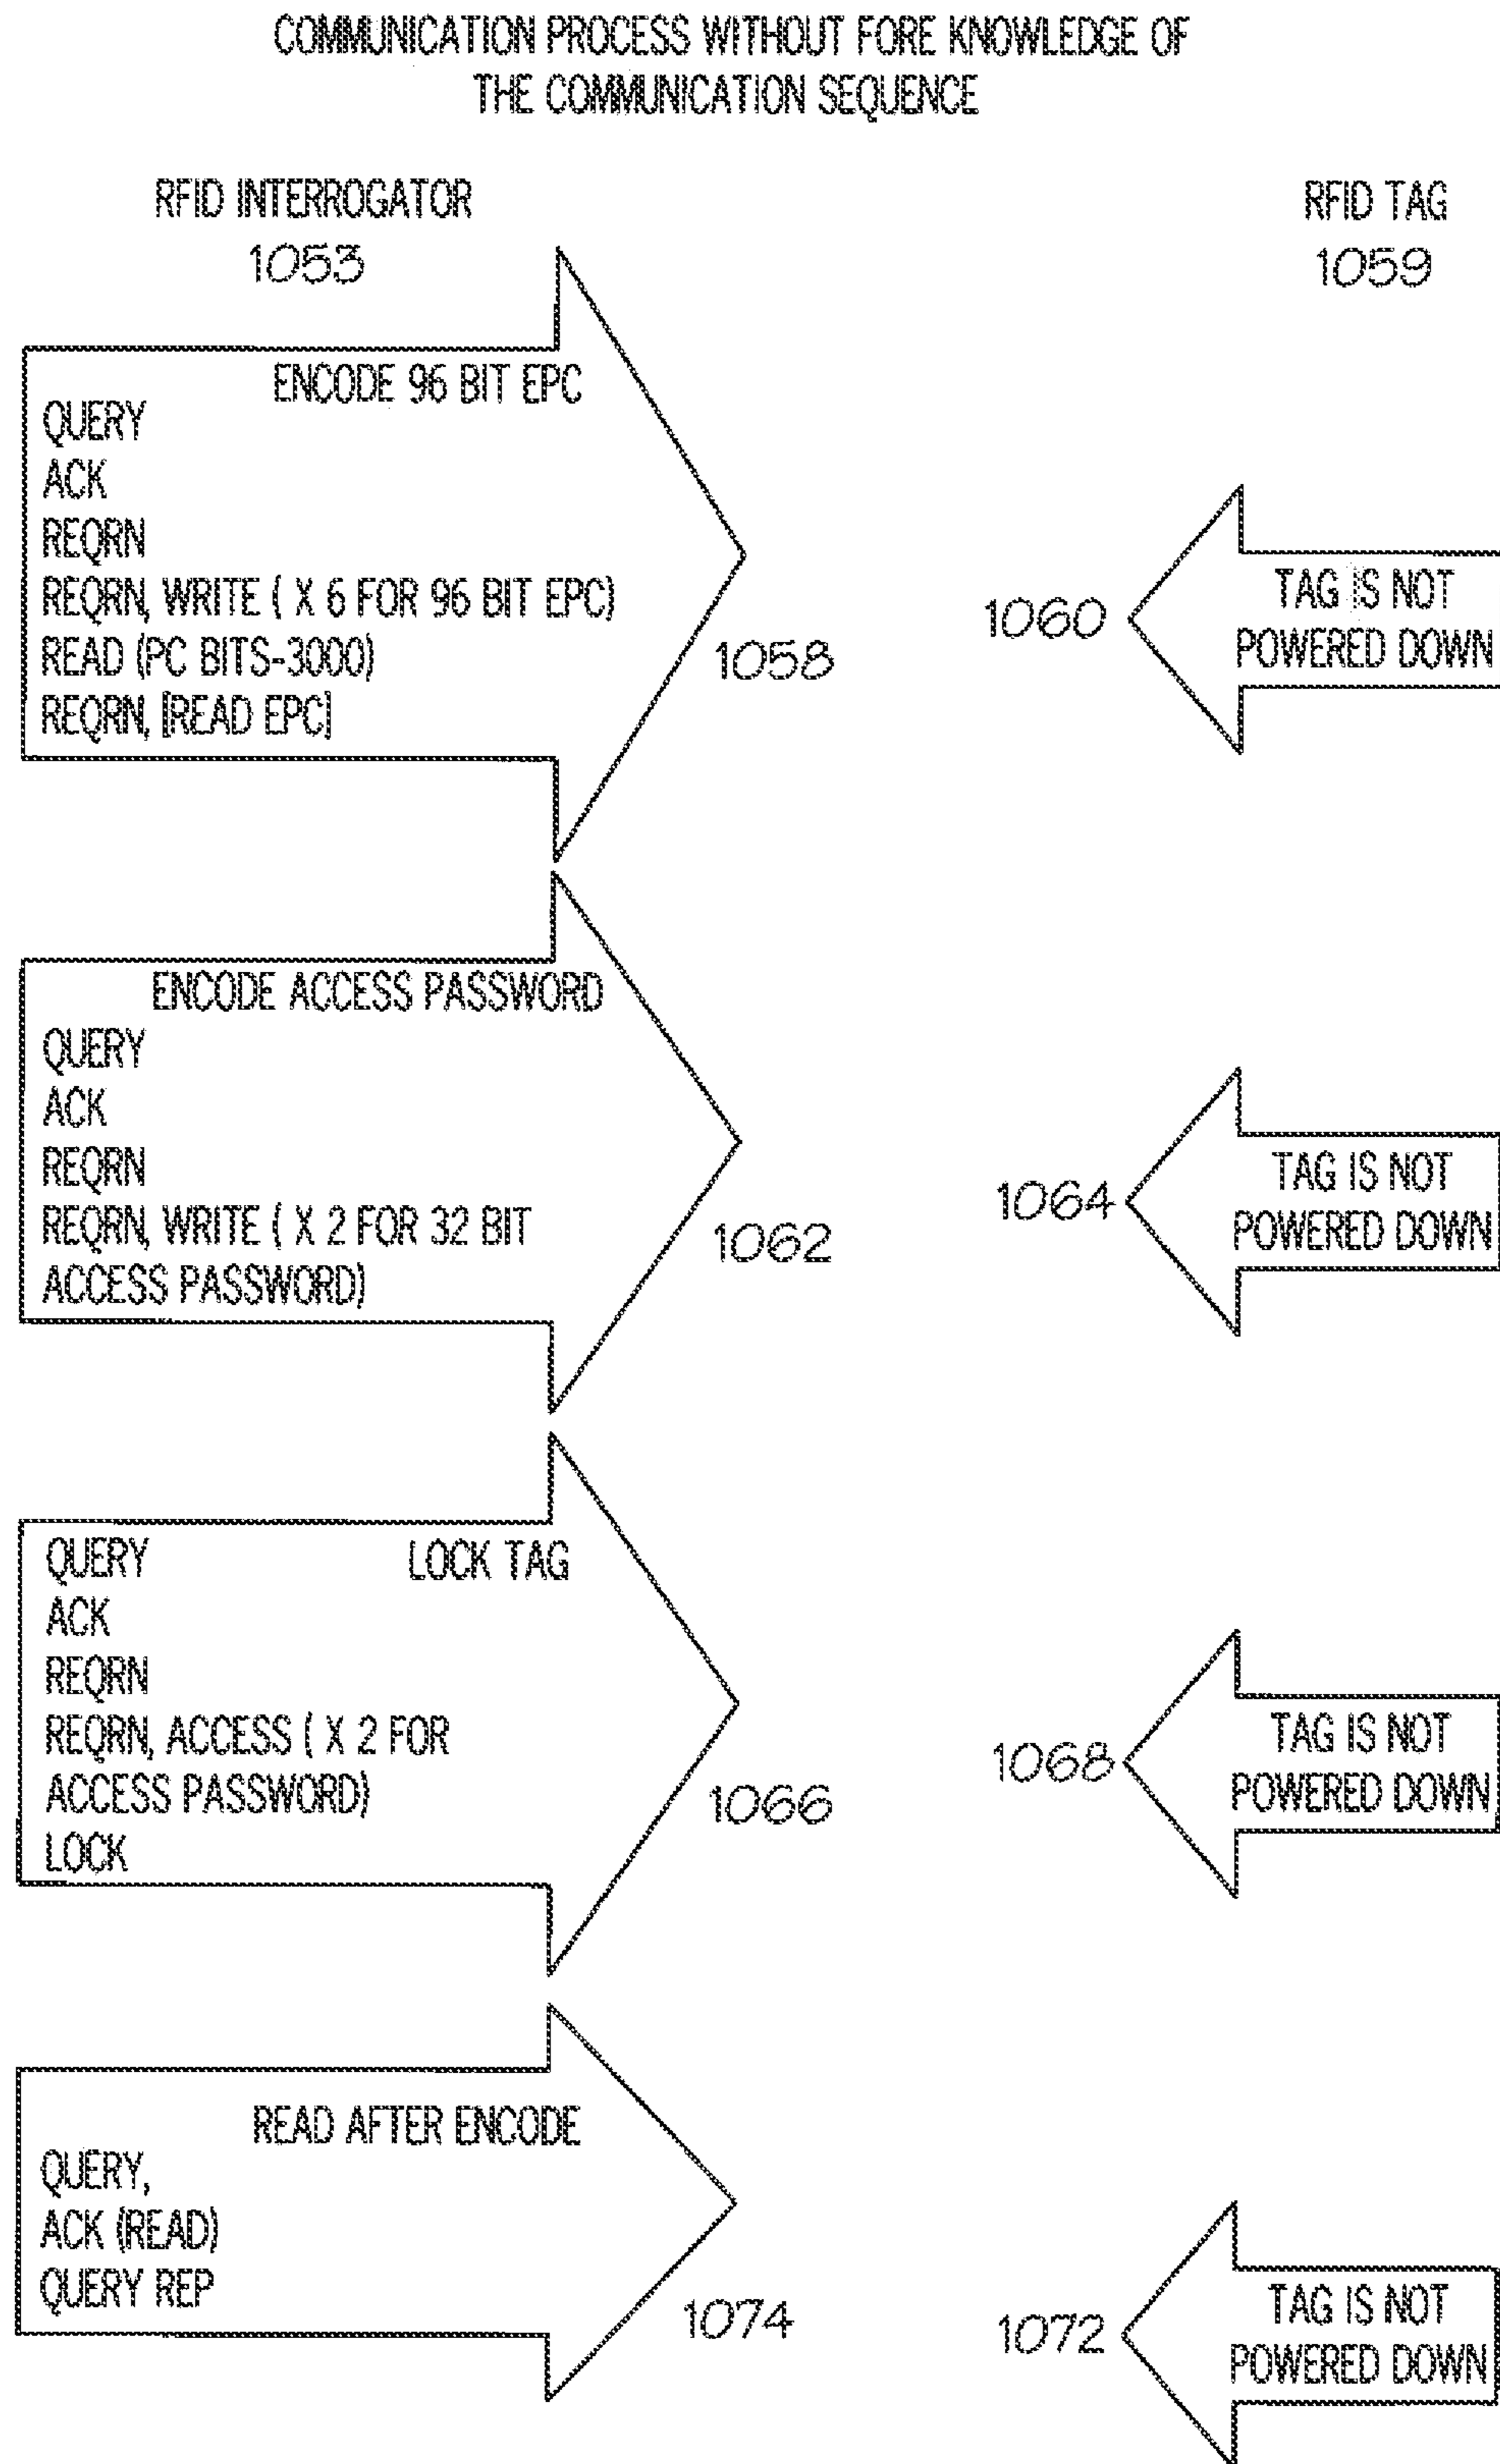 COMMUNICATION PROCESS WITHOUT FORE KNOWLEDGE OF
THE COMMUNICATION SEQUENCE
RFID INTERROGATOR
1053
RFID TAG
1059
ENCODE 96 BIT EPC
QUERY
ACK
REQRN
REQRN, WRITE ( X 6 FOR 96 BIT EPC)
READ (PC BITS-3000)
REQRN, [READ EPC]
1058
1060
TAG IS NOT
POWERED DOWN
ENCODE ACCESS PASSWORD
QUERY
ACK
REQRN
REQRN, WRITE ( X 2 FOR 32 BIT
ACCESS PASSWORD)
1062
1064
TAG IS NOT
POWERED DOWN
QUERY
LOCK TAG
ACK
REQRN
REQRN, ACCESS ( X 2 FOR
ACCESS PASSWORD)
LOCK
1066
1068
TAG IS NOT
POWERED DOWN
READ AFTER ENCODE
QUERY,
ACK (READ)
QUERY REP
1074
1072
TAG IS NOT
POWERED DOWN